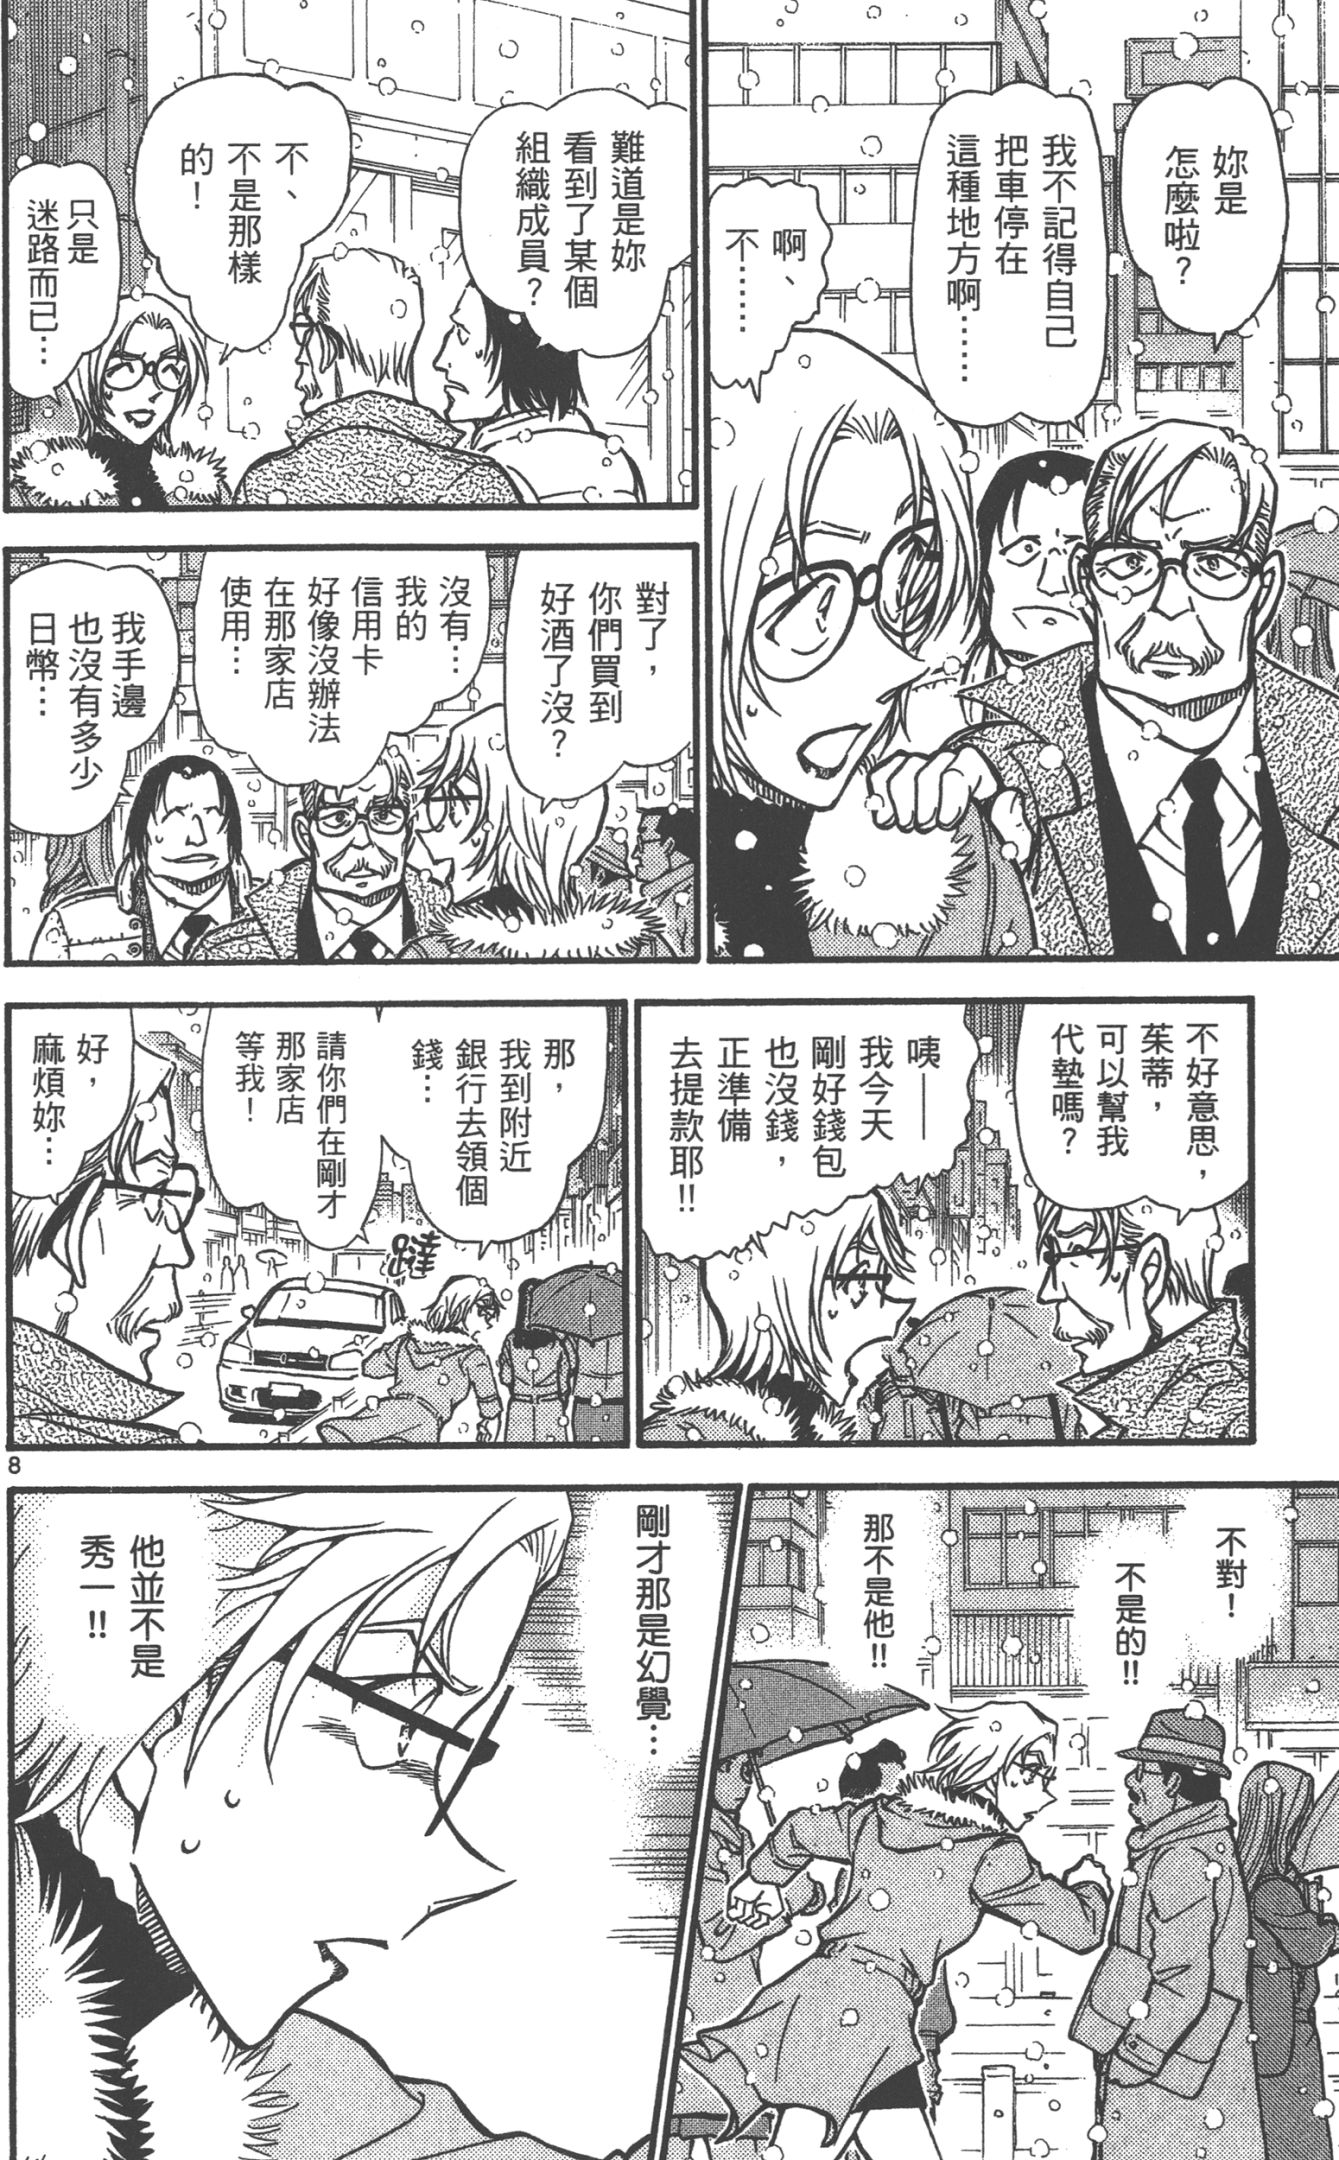 妳是
怎麼啦？
我不記得自己
把車停在
這種地方啊……
啊、
不……
難道是妳
看到了某個
組織成員？
不、
不是那樣
的！
只是
迷路而已…
對了，
你們買到
好酒了沒？
沒有…
我的
信用卡
好像沒辦法
在那家店
使用…
我手邊
也沒有多少
日幣…
不好意思，
茱蒂，
可以幫我
代墊嗎？
咦——
我今天
剛好錢包
也沒錢，
正準備
去提款耶!!
那，
我到附近
銀行去領個
錢…
請你們在剛才
那家店
等我！
躂
好，
麻煩妳…
8
不對！
不是的!!
那不是他!!
剛才那是幻覺…
他並不是
秀一!!